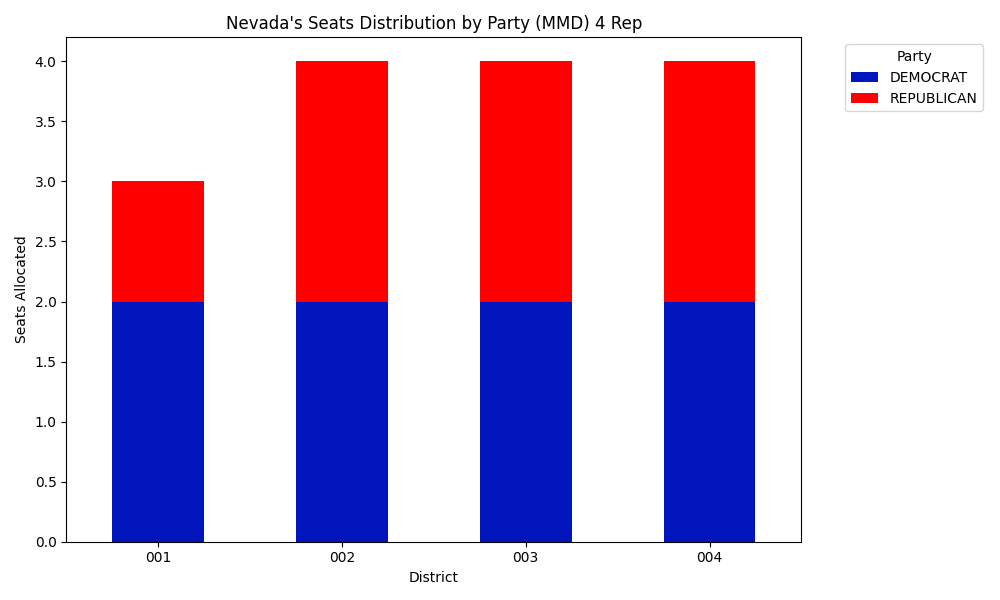 Nevada's Seats Distribution by Party (MMD) 4 Rep
Party
DEMOCRAT
REPUBLICAN
Seats Allocated
4.0
3.5
3.0
2.5
2.0
1.5
1.0
0.5
0.0
001 002 003 004
District